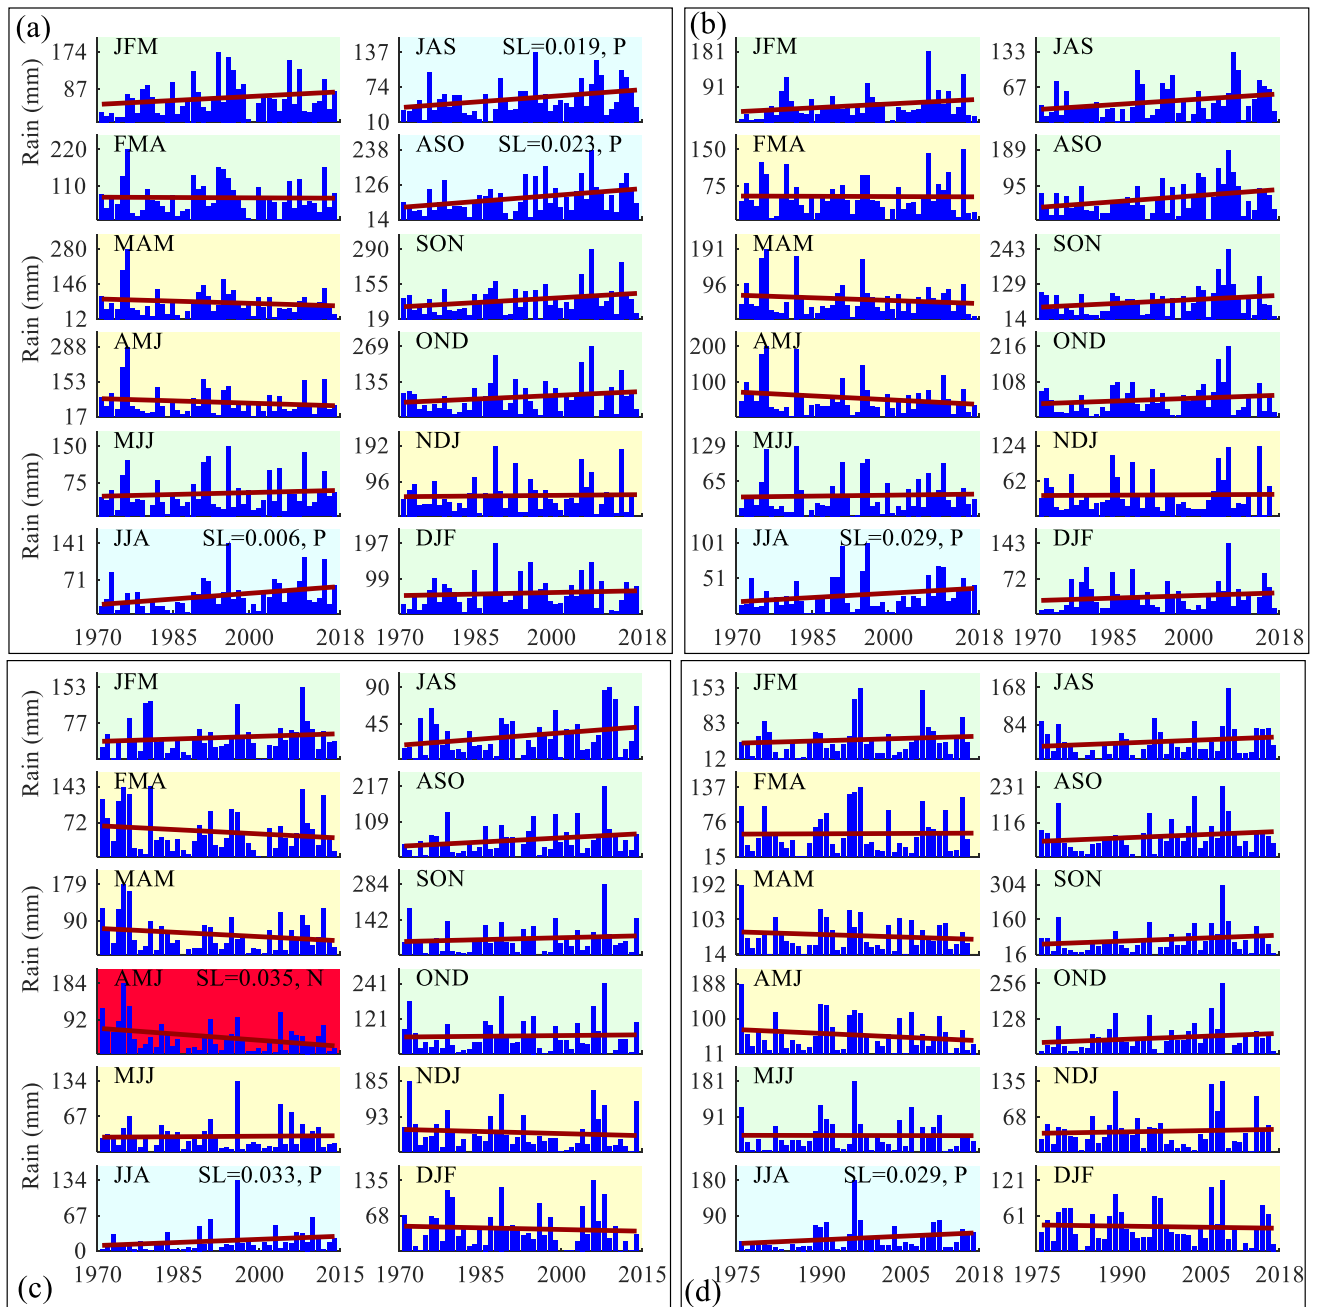 (a)
JFM
174
87
Rain (mm)
JAS SL=0.019, P
137
74
10
FMA
220
110
ASO SL=0.023, P
238
126
14
MAM
280
146
12
Rain (mm)
SON
290
155
19
AMJ
288
153
17
OND
269
135
MJJ
150
75
Rain (mm)
NDJ
192
96
JJA SL=0.006, P
141
71
DJF
197
99
1970 1985 2000 2018
1970 1985 2000 2018
(b)
JFM
181
91
JAS
133
67
FMA
150
75
ASO
189
95
MAM
191
96
SON
243
129
14
AMJ
200
100
OND
216
108
MJJ
129
65
NDJ
124
62
JJA SL=0.029, P
101
51
DJF
143
72
1970 1985 2000 2018
1970 1985 2000 2018
JFM
153
77
Rain (mm)
JAS
90
45
FMA
143
72
ASO
217
109
MAM
179
90
Rain (mm)
SON
284
142
AMJ SL=0.035, N
184
92
OND
241
121
MJJ
134
67
Rain (mm)
NDJ
185
93
JJA SL=0.033, P
134
67
0
DJF
135
68
1970 1985 2000 2015
1970 1985 2000 2015
(c)
JFM
153
83
12
JAS
168
84
FMA
137
76
15
ASO
231
116
MAM
192
103
14
SON
304
160
16
AMJ
188
100
11
OND
256
128
MJJ
181
91
NDJ
135
68
JJA SL=0.029, P
180
90
DJF
121
61
1975 1990 2005 2018
1975 1990 2005 2018
(d)